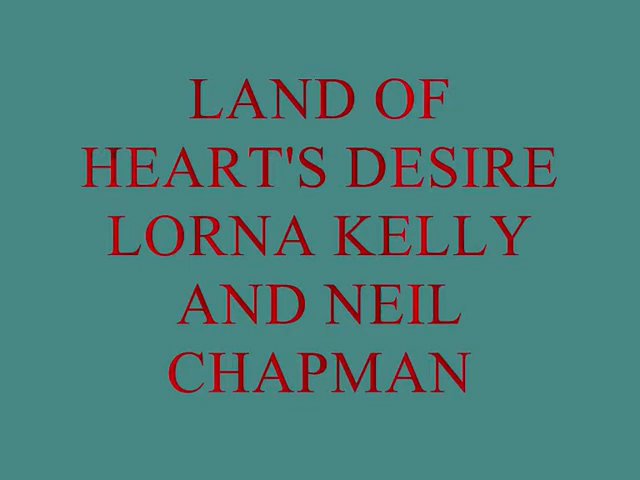 LAND OF
HEART'S DESIRE
LORNA KELLY
AND NEIL
CHAPMAN